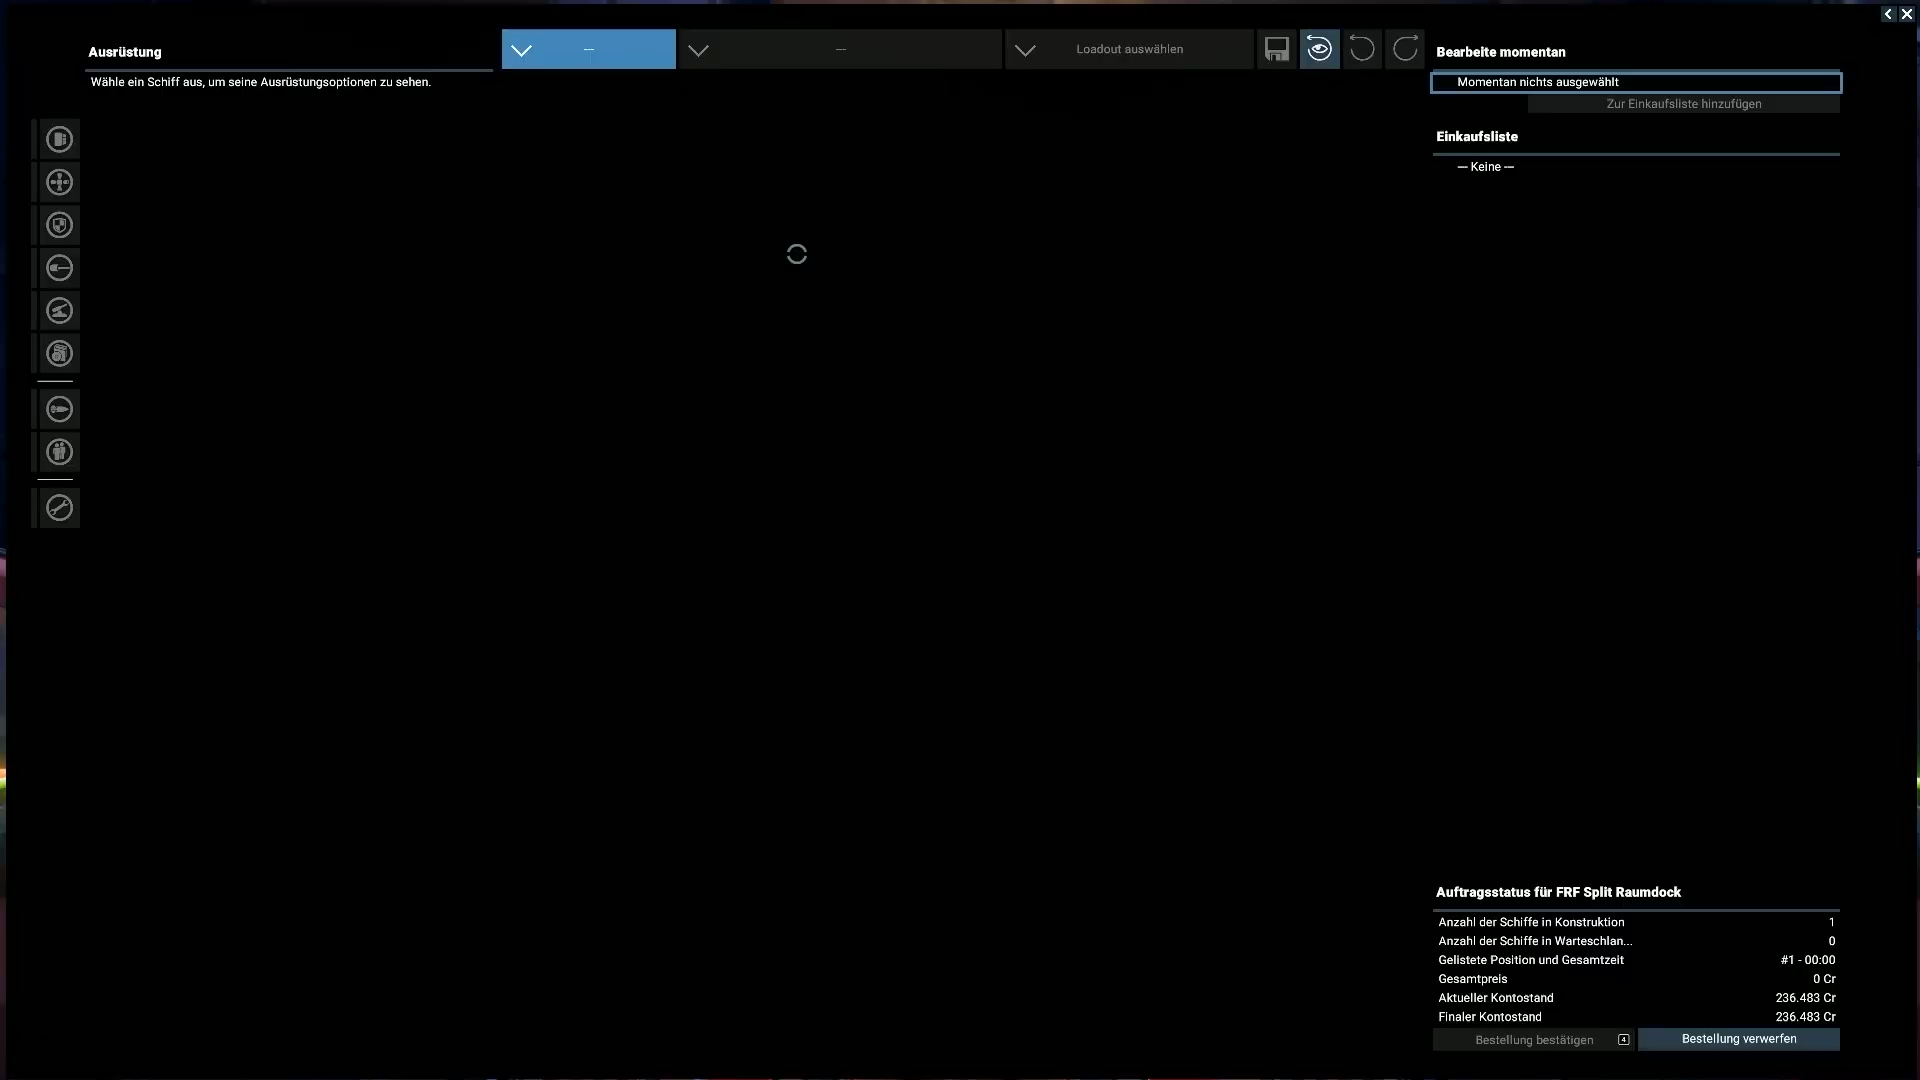 Ausrüstung
Wähle ein Schiff aus, um seine Ausrüstungsoptionen zu sehen.
---
---
Loadout auswählen
Bearbeite momentan
Momentan nichts ausgewählt
Zur Einkaufsliste hinzufügen
Einkaufsliste
--- Keine ---
Auftragsstatus für FRF Split Raumdock
Anzahl der Schiffe in Konstruktion 1
Anzahl der Schiffe in Warteschlan... 0
Gelistete Position und Gesamtzeit #1 - 00:00
Gesamtpreis 0 Cr
Aktueller Kontostand 236.483 Cr
Finaler Kontostand 236.483 Cr
Bestellung bestätigen 4 Bestellung verwerfen